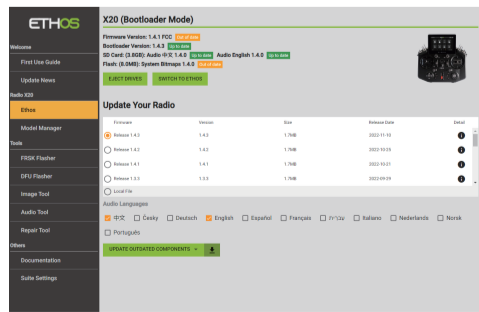 ETHOS
Welcome
First Use Guide
Update News
Radio X20
Ethos
Model Manager
Tools
FRSK Flasher
DFU Flasher
Image Tool
Audio Tool
Repair Tool
Others
Documentation
Suite Settings
X20 (Bootloader Mode)
Firmware Version: 1.4.1 FCC Out of date
Bootloader Version: 1.4.3 Up to date
SD Card: (3.8GB): Audio 中文 1.4.0 Up to date Audio English 1.4.0 Up to date
Flash: (8.0MB): System Bitmaps 1.4.0 Out of date
EJECT DRIVES SWITCH TO ETHOS
Update Your Radio
Firmware Version Size Release Date Detail
Release 1.4.3 1.4.3 1.7MB 2022-11-10
Release 1.4.2 1.4.2 1.7MB 2022-10-25
Release 1.4.1 1.4.1 1.7MB 2022-10-21
Release 1.3.3 1.3.3 1.7MB 2022-09-29
Local File
Audio Languages
中文 Česky Deutsch English Español Français עברית Italiano Nederlands Norsk
Português
UPDATE OUTDATED COMPONENTS